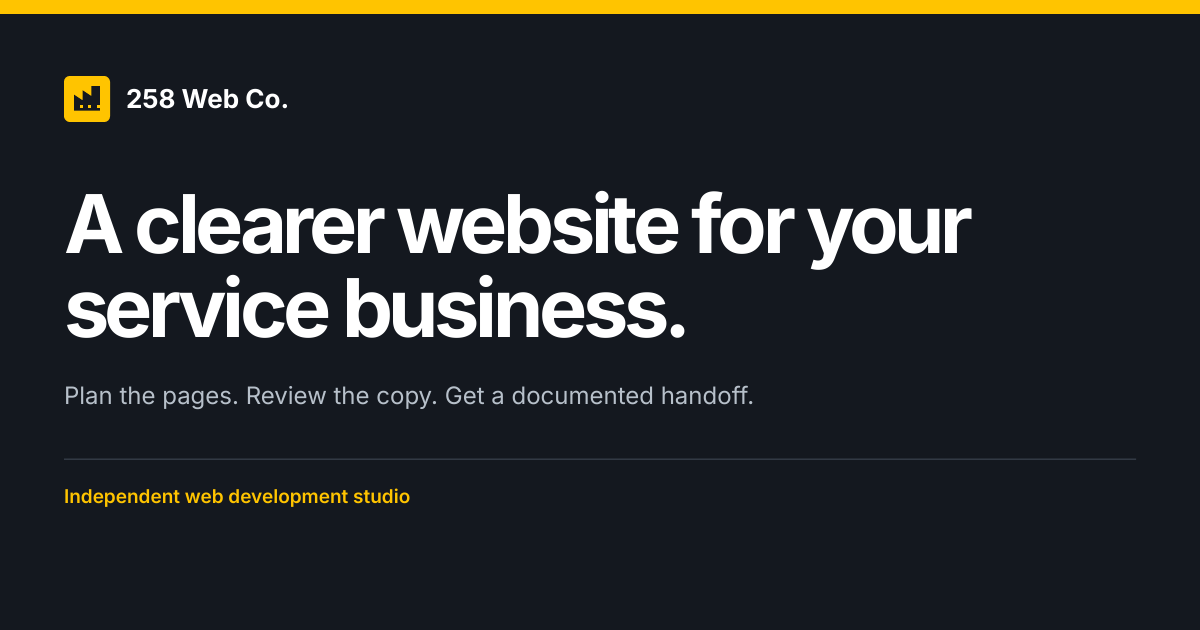 258 Web Co.
A clearer website for your
service business.
Plan the pages. Review the copy. Get a documented handoff.
Independent web development studio